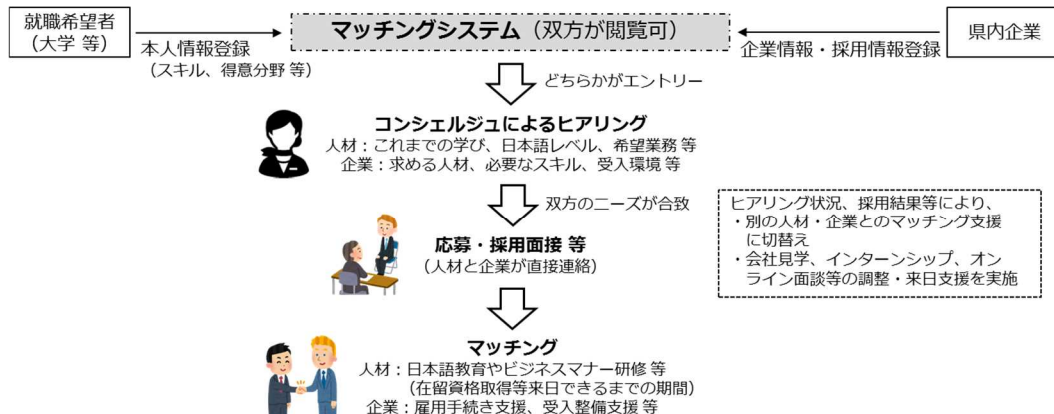 就職希望者
（大学 等）
本人情報登録
（スキル、得意分野 等）
マッチングシステム（双方が閲覧可）
県内企業
企業情報・採用情報登録
どちらかがエントリー
コンシェルジュによるヒアリング
人材：これまでの学び、日本語レベル、希望業務 等
企業：求める人材、必要なスキル、受入環境 等
双方のニーズが合致
応募・採用面接 等
（人材と企業が直接連絡）
ヒアリング状況、採用結果等により、
・別の人材・企業とのマッチング支援
に切替え
・会社見学、インターンシップ、オン
ライン面談等の調整・来日支援を実施
マッチング
人材：日本語教育やビジネスマナー研修 等
（在留資格取得等来日できるまでの期間）
企業：雇用手続き支援、受入整備支援 等